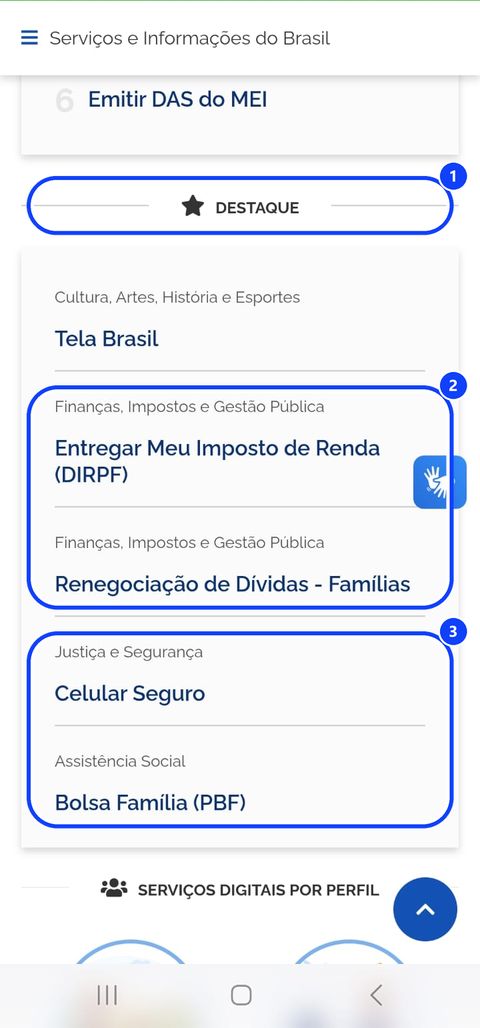 Serviços e Informações do Brasil
6 Emitir DAS do MEI
1
DESTAQUE
Cultura, Artes, História e Esportes
Tela Brasil
2
Finanças, Impostos e Gestão Pública
Entregar Meu Imposto de Renda
(DIRPF)
Finanças, Impostos e Gestão Pública
Renegociação de Dívidas - Famílias
3
Justiça e Segurança
Celular Seguro
Assistência Social
Bolsa Família (PBF)
SERVIÇOS DIGITAIS POR PERFIL